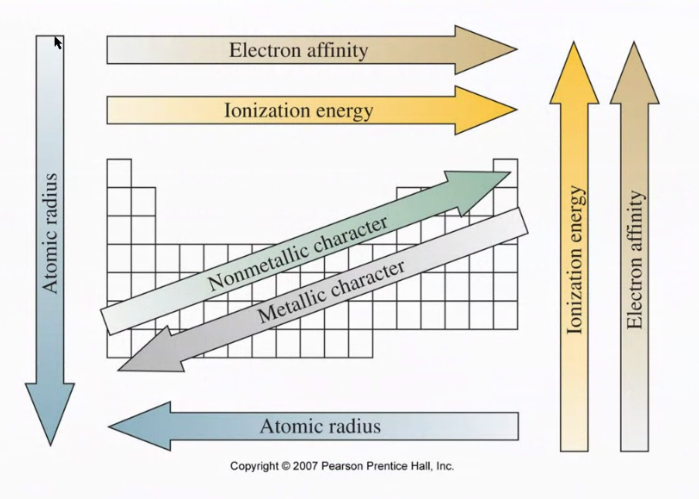 Electron affinity
Ionization energy
Atomic radius
Nonmetallic character
Metallic character
Ionization energy
Electron affinity
Atomic radius
Copyright © 2007 Pearson Prentice Hall, Inc.